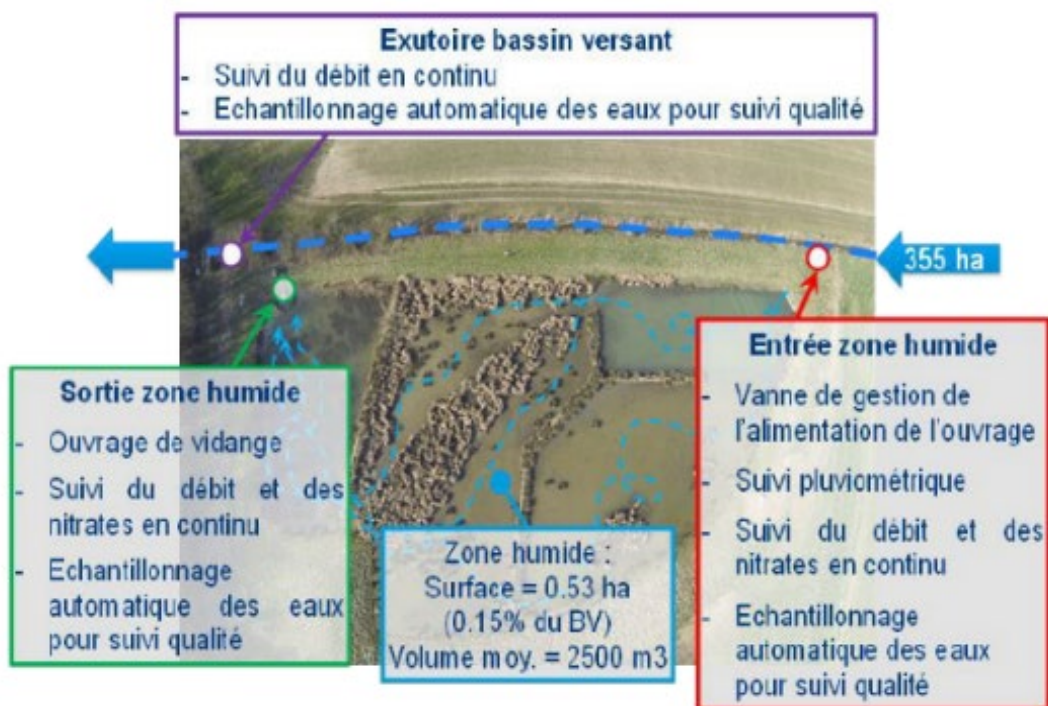 Exutoire bassin versant
- Suivi du débit en continu
- Echantillonnage automatique des eaux pour suivi qualité
355 ha
Sortie zone humide
- Ouvrage de vidange
- Suivi du débit et des
nitrates en continu
- Echantillonnage
automatique des eaux
pour suivi qualité
Zone humide :
Surface = 0.53 ha
(0.15% du BV)
Volume moy. = 2500 m3
Entrée zone humide
- Vanne de gestion de
l'alimentation de l'ouvrage
- Suivi pluviométrique
- Suivi du débit et des
nitrates en continu
- Echantillonnage
automatique des eaux
pour suivi qualité